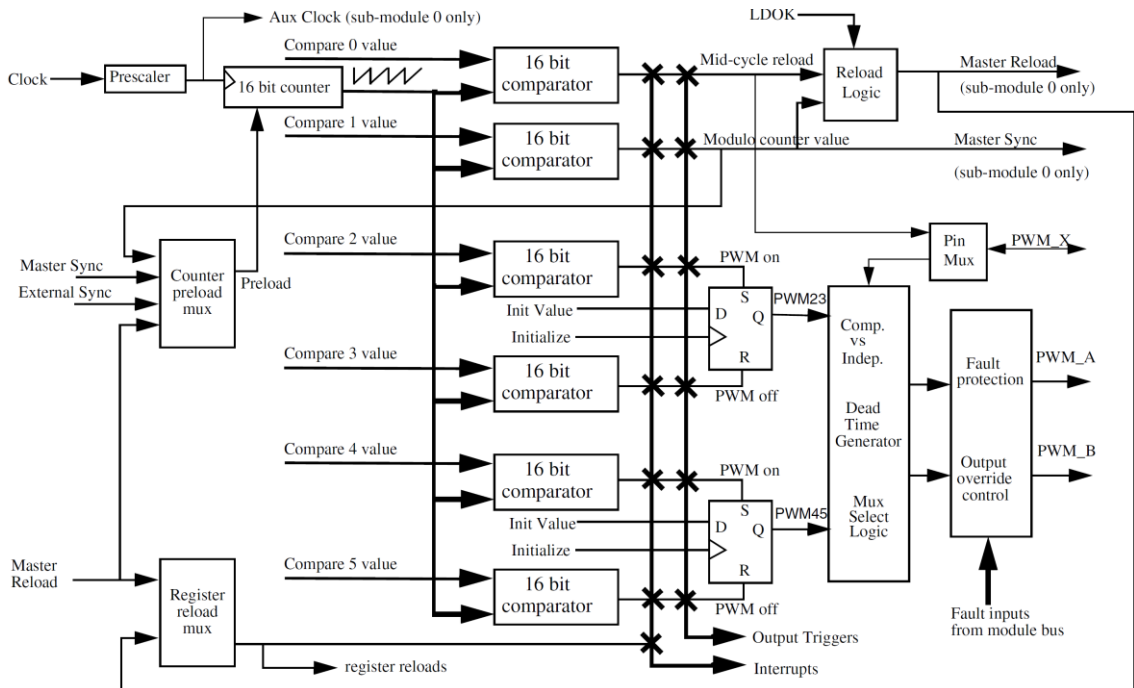 Aux Clock (sub-module 0 only)
LDOK
Compare 0 value
Clock
Prescaler
16 bit counter
16 bit
comparator
Mid-cycle reload
Reload
Logic
Master Reload
(sub-module 0 only)
Compare 1 value
16 bit
comparator
Modulo counter value
Master Sync
(sub-module 0 only)
Compare 2 value
16 bit
comparator
PWM on
Pin
Mux
PWM_X
Master Sync
External Sync
Counter
preload
mux
Preload
Init Value
Initialize
D
S
Q
R
PWM23
Compare 3 value
16 bit
comparator
PWM off
Comp.
vs
Indep.
Dead
Time
Generator
Mux
Select
Logic
Fault
protection
Output
override
control
PWM_A
PWM_B
Compare 4 value
16 bit
comparator
PWM on
Init Value
Initialize
D
S
Q
R
PWM45
Compare 5 value
16 bit
comparator
PWM off
Master
Reload
Register
reload
mux
register reloads
Output Triggers
Interrupts
Fault inputs
from module bus